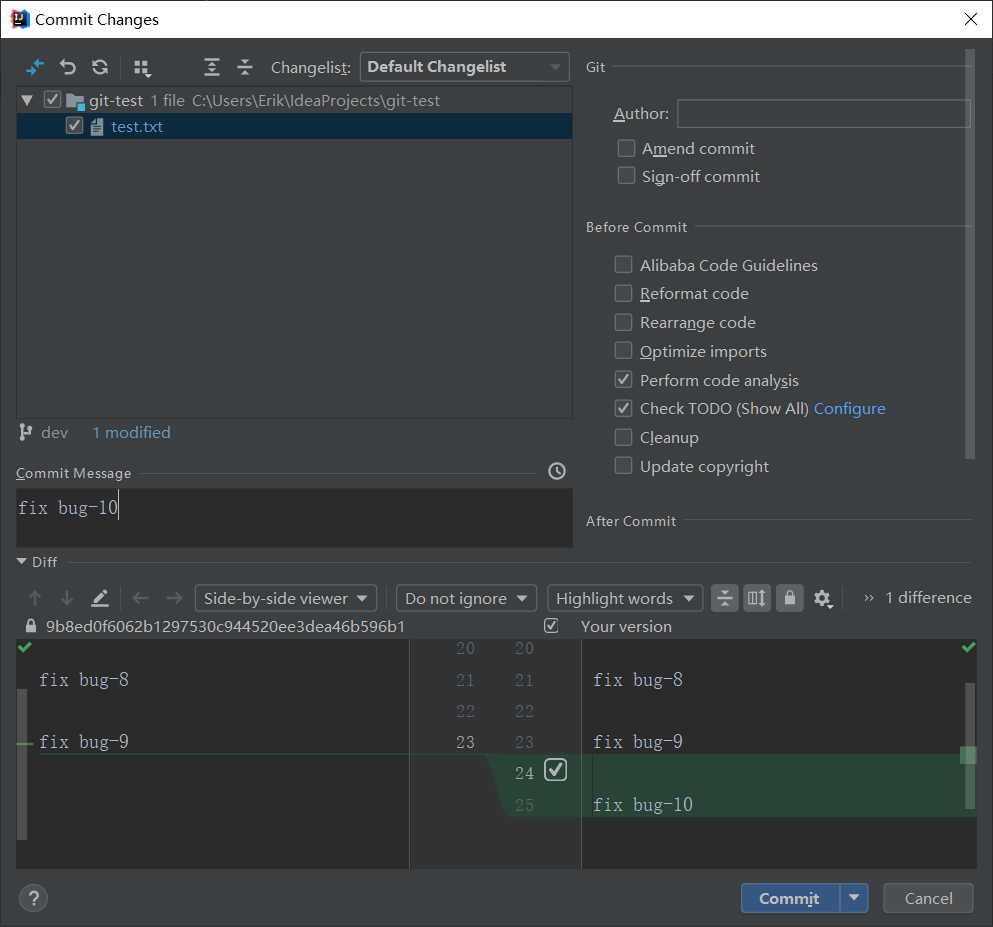 Commit Changes
Changelist: Default Changelist
git-test 1 file C:\Users\Erik\IdeaProjects\git-test
test.txt
dev 1 modified
Commit Message
fix bug-10
Git
Author:
Amend commit
Sign-off commit
Before Commit
Alibaba Code Guidelines
Reformat code
Rearrange code
Optimize imports
Perform code analysis
Check TODO (Show All) Configure
Cleanup
Update copyright
After Commit
Diff
Side-by-side viewer Do not ignore Highlight words 1 difference
9b8ed0f6062b1297530c944520ee3dea46b596b1 Your version
20 20
fix bug-8 21 21 fix bug-8
22 22
fix bug-9 23 23 fix bug-9
24
25 fix bug-10
? Commit Cancel